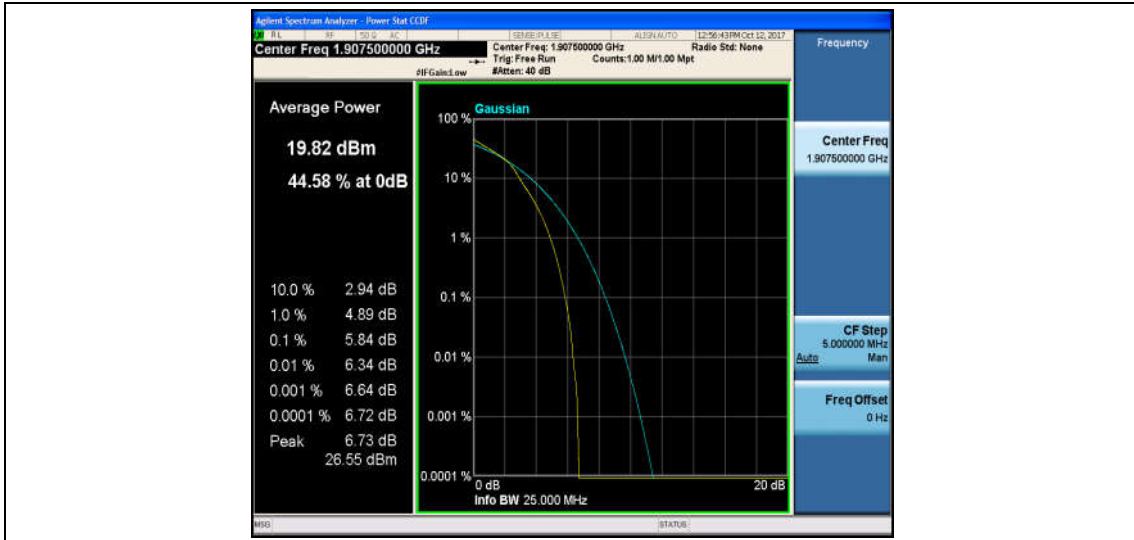 Agilent Spectrum Analyzer - Power Stat CCDF
RL RF 50 Ω AC SENSE:PULSE ALIGNAUTO 12:56:43PM Oct 12, 2017
Center Freq 1.907500000 GHz
Center Freq: 1.907500000 GHz Radio Std: None
Trig: Free Run Counts:1.00 M/1.00 Mpt
#IFGain:Low #Atten: 40 dB
Frequency
Average Power
19.82 dBm
44.58 % at 0dB
10.0 % 2.94 dB
1.0 % 4.89 dB
0.1 % 5.84 dB
0.01 % 6.34 dB
0.001 % 6.64 dB
0.0001 % 6.72 dB
Peak 6.73 dB
26.55 dBm
Gaussian
100 %
10 %
1 %
0.1 %
0.01 %
0.001 %
0.0001 %
0 dB 20 dB
Info BW 25.000 MHz
Center Freq
1.907500000 GHz
CF Step
5.000000 MHz
Auto Man
Freq Offset
0 Hz
MSG STATUS